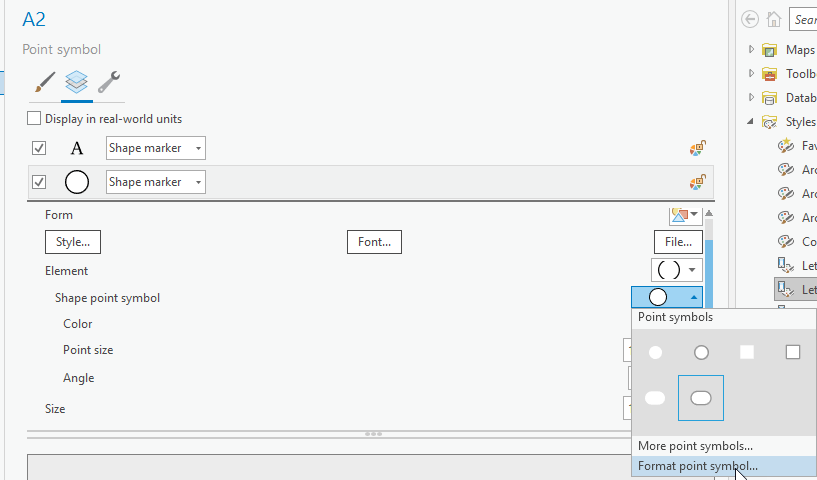 A2
Point symbol
Display in real-world units
A Shape marker
Shape marker
Form
Style... Font... File...
Element
Shape point symbol
Color
Point size
Angle
Size
Point symbols
More point symbols...
Format point symbol...
Sear
Maps
Toolb
Datab
Styles
Fav
Arc
Arc
Arc
Co
Let
Let